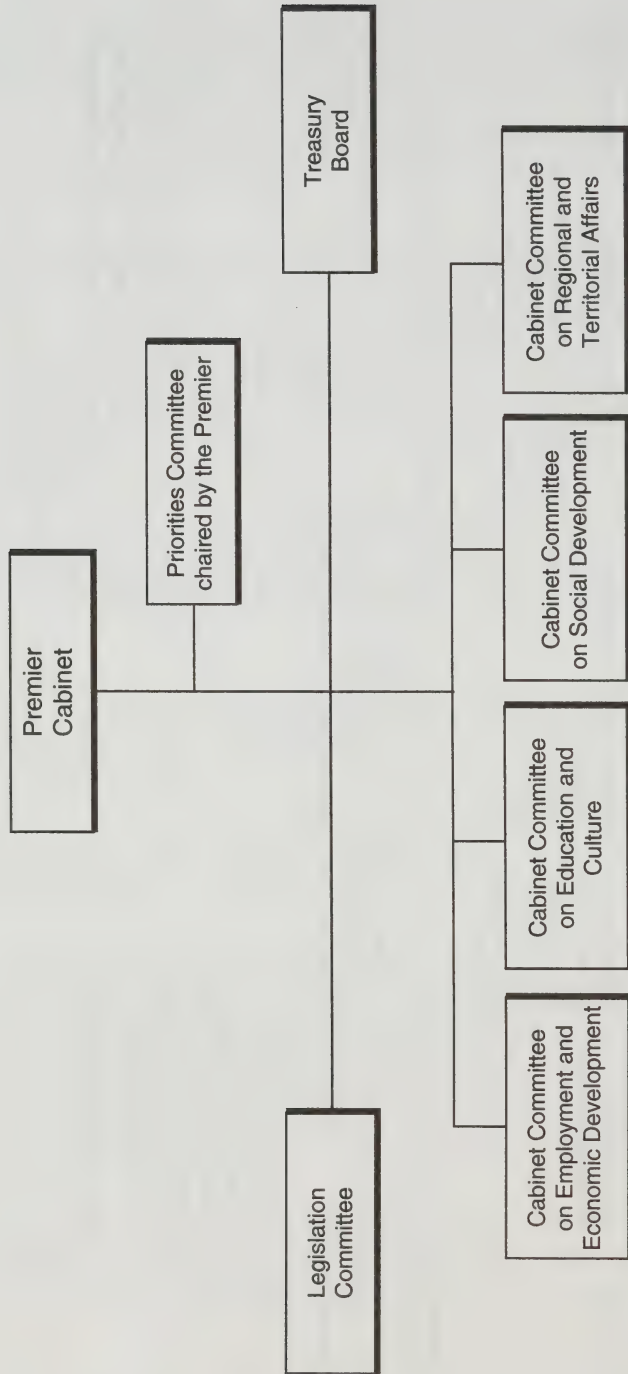 Premier
Cabinet
Priorities Committee
chaired by the Premier
Legislation
Committee
Treasury
Board
Cabinet Committee
on Employment and
Economic Development
Cabinet Committee
on Education and
Culture
Cabinet Committee
on Social Development
Cabinet Committee
on Regional and
Territorial Affairs